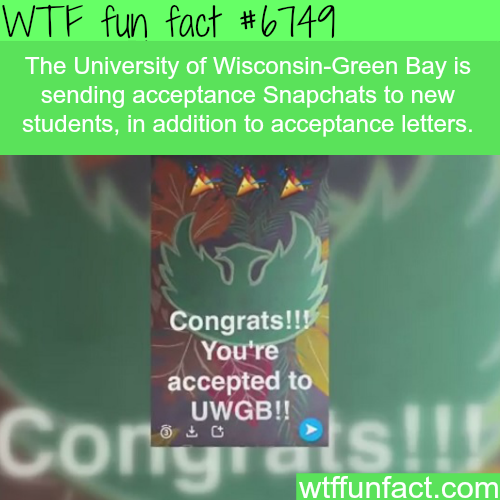 WTF fun fact #6749
The University of Wisconsin-Green Bay is
sending acceptance Snapchats to new
students, in addition to acceptance letters.
Congrats!!!
You're
accepted to
UWGB!!
3
Congrats!!!
wtffunfact.com